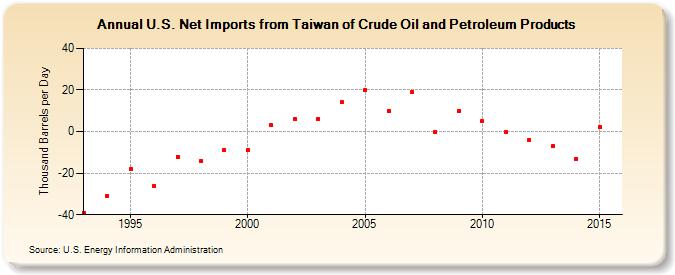 Annual U.S. Net Imports from Taiwan of Crude Oil and Petroleum Products
Thousand Barrels per Day
40
20
0
-20
-40
1995 2000 2005 2010 2015
Source: U.S. Energy Information Administration